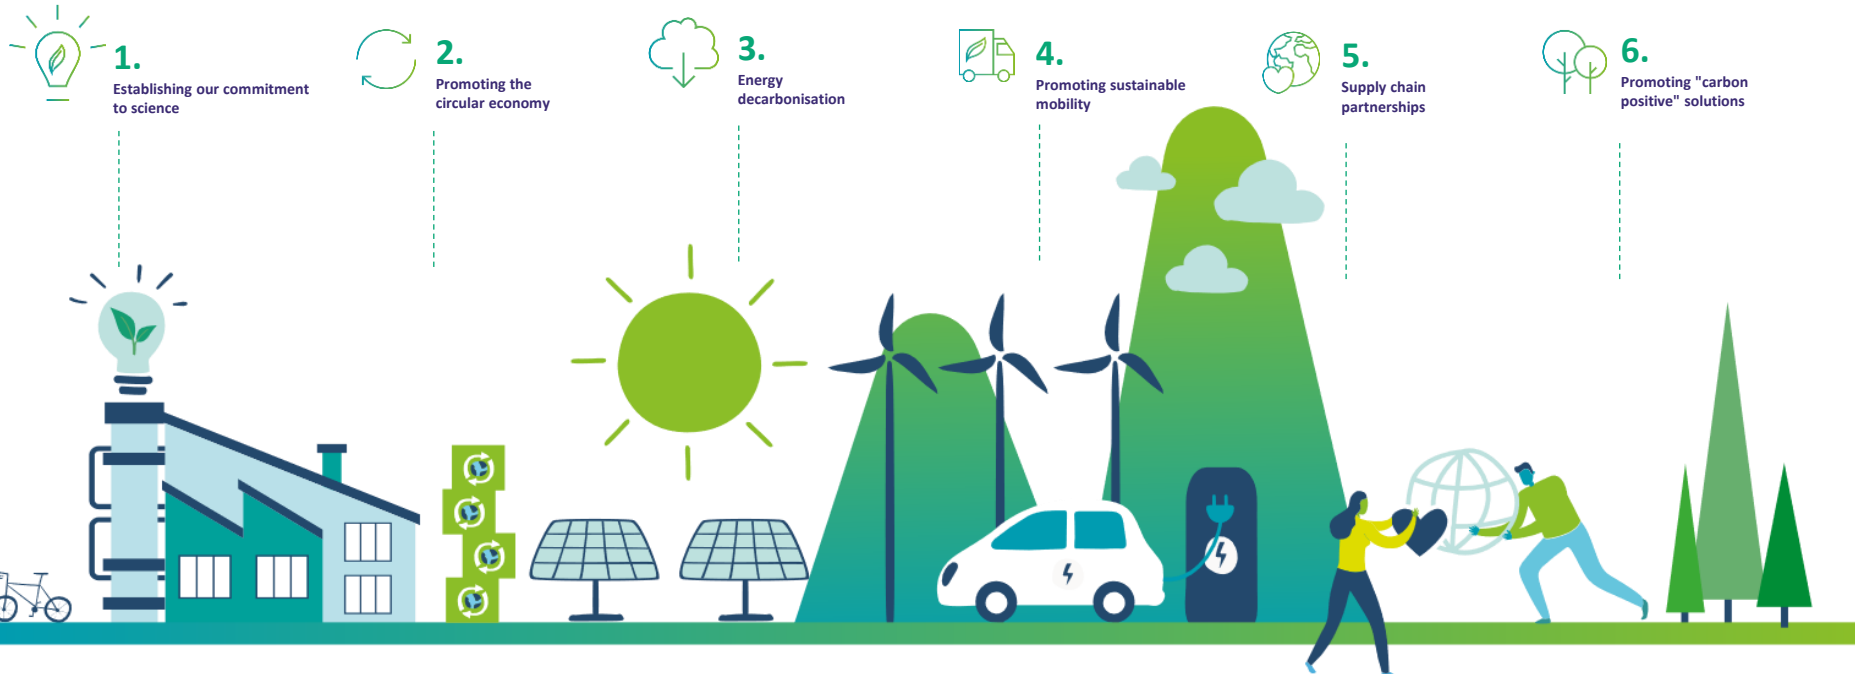 1.
Establishing our commitment
to science
2.
Promoting the
circular economy
3.
Energy
decarbonisation
4.
Promoting sustainable
mobility
5.
Supply chain
partnerships
6.
Promoting "carbon
positive" solutions